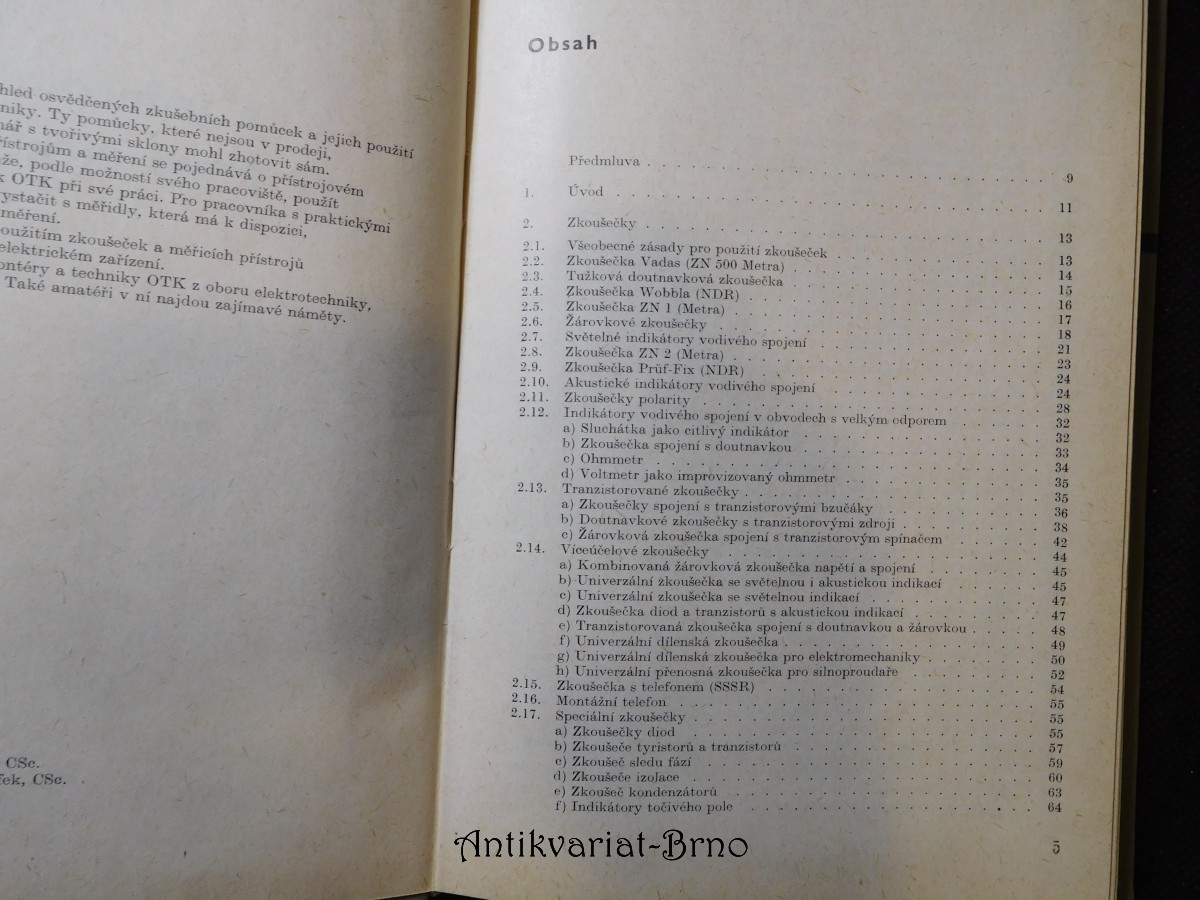 hled osvědčených zkušebních pomůcek a jejich použití
niky. Ty pomůcky, které nejsou v prodeji,
nář s tvořivými sklony mohl zhotovit sám.
řístrojům a měření se pojednává o přístrojovém
že, podle možností svého pracoviště, použít
k OTK při své práci. Pro pracovníka s praktickými
ystačit s měřidly, která má k dispozici,
měření.
oužitím zkoušeček a měřicích přístrojů
elektrickém zařízení.
ontéry a techniky OTK z oboru elektrotechniky,
Také amatéři v ní najdou zajímavé náměty.
CSc.
fek, CSc.
Obsah
Předmluva . . . 9
1. Úvod . . . 11
2. Zkoušečky . . . 13
2.1. Všeobecné zásady pro použití zkoušeček . . . 13
2.2. Zkoušečka Vadas (ZN 500 Metra) . . . 14
2.3. Tužková doutnavková zkoušečka . . . 15
2.4. Zkoušečka Wobbla (NDR) . . . 16
2.5. Zkoušečka ZN 1 (Metra) . . . 17
2.6. Žárovkové zkoušečky . . . 18
2.7. Světelné indikátory vodivého spojení . . . 21
2.8. Zkoušečka ZN 2 (Metra) . . . 23
2.9. Zkoušečka Prüf-Fix (NDR) . . . 24
2.10. Akustické indikátory vodivého spojení . . . 24
2.11. Zkoušečky polarity . . . 28
2.12. Indikátory vodivého spojení v obvodech s velkým odporem . . . 32
a) Sluchátka jako citlivý indikátor . . . 32
b) Zkoušečka spojení s doutnavkou . . . 33
c) Ohmmetr . . . 34
d) Voltmetr jako improvizovaný ohmmetr . . . 35
2.13. Tranzistorované zkoušečky . . . 35
a) Zkoušečky spojení s tranzistorovými bzučáky . . . 36
b) Doutnavkové zkoušečky s tranzistorovými zdroji . . . 38
c) Žárovková zkoušečka spojení s tranzistorovým spínačem . . . 42
2.14. Víceúčelové zkoušečky . . . 44
a) Kombinovaná žárovková zkoušečka napětí a spojení . . . 45
b) Univerzální zkoušečka se světelnou i akustickou indikací . . . 45
c) Univerzální zkoušečka se světelnou indikací . . . 47
d) Zkoušečka diod a tranzistorů s akustickou indikací . . . 47
e) Tranzistorovaná zkoušečka spojení s doutnavkou a žárovkou . . . 48
f) Univerzální dílenská zkoušečka . . . 49
g) Univerzální dílenská zkoušečka pro elektromechaniky . . . 50
h) Univerzální přenosná zkoušečka pro silnoproudaře . . . 52
2.15. Zkoušečka s telefonem (SSSR) . . . 54
2.16. Montážní telefon . . . 55
2.17. Speciální zkoušečky . . . 55
a) Zkoušečky diod . . . 55
b) Zkoušeče tyristorů a tranzistorů . . . 57
c) Zkoušeč sledu fází . . . 59
d) Zkoušeče izolace . . . 60
e) Zkoušeč kondenzátorů . . . 63
f) Indikátory točivého pole . . . 64
Antikvariat-Brno
5